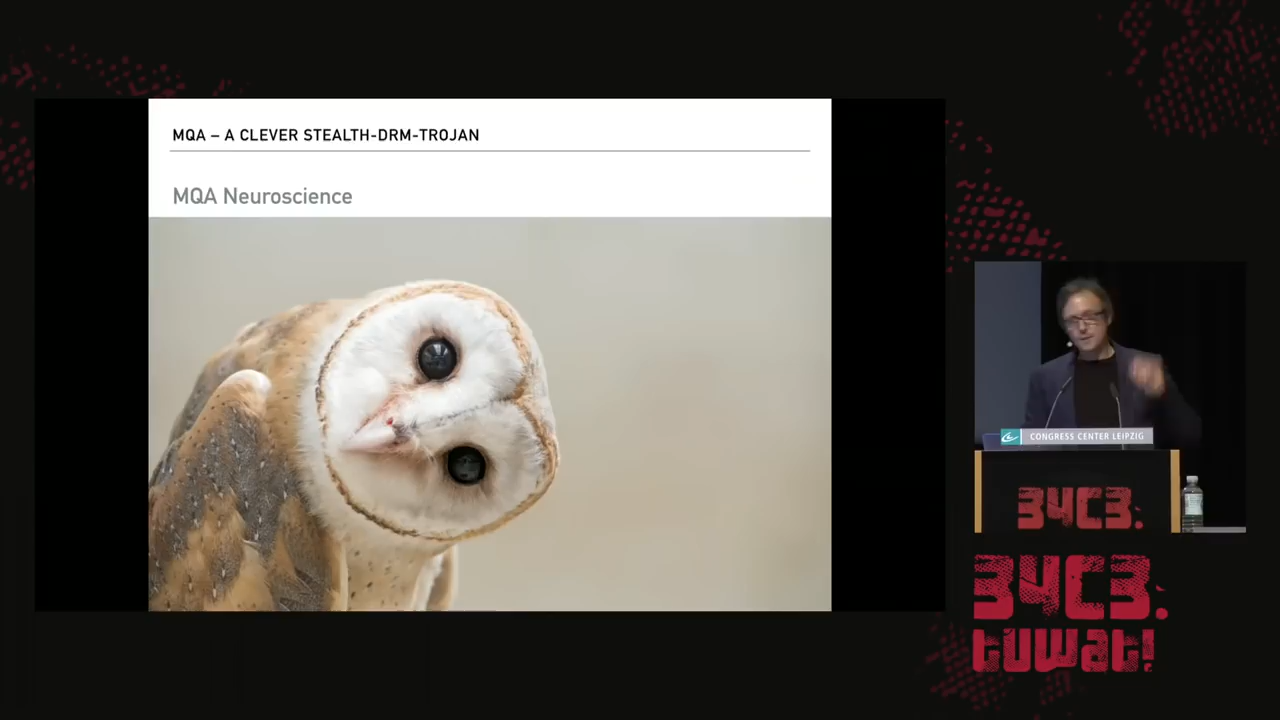 MQA – A CLEVER STEALTH-DRM-TROJAN
MQA Neuroscience
CONGRESS CENTER LEIPZIG
34C3.
34C3.
tuwat!